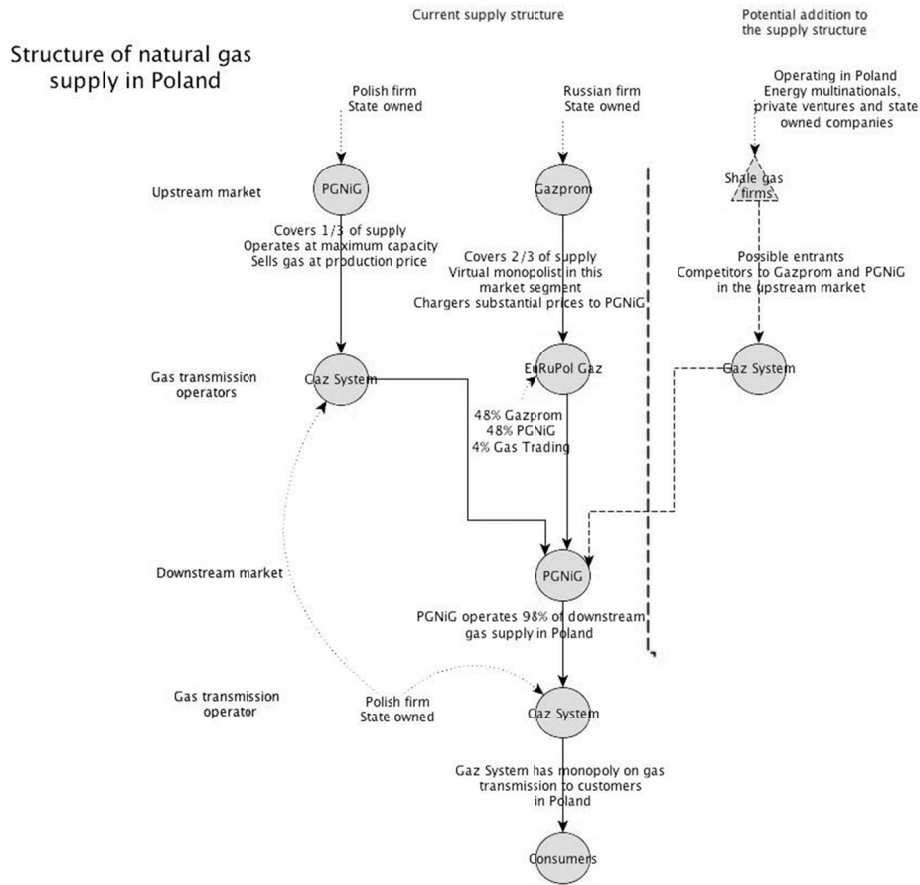 Current supply structure
Potential addition to
the supply structure
Structure of natural gas
supply in Poland
Polish firm
State owned
Russian firm
State owned
Operating in Poland
Energy multinationals,
private ventures and state
owned companies
Upstream market
PGNiG
Gazprom
Shale gas
firms
Covers 1/3 of supply
Operates at maximum capacity
Sells gas at production price
Covers 2/3 of supply
Virtual monopolist in this
market segment
Chargers substantial prices to PGNiG
Possible entrants
Competitors to Gazprom and PGNiG
in the upstream market
Gas transmission
operators
Gaz System
EuRuPol Gaz
Gaz System
48% Gazprom
48% PGNiG
4% Gas Trading
Downstream market
PGNiG
PGNiG operates 98% of downstream
gas supply in Poland
Gas transmission
operator
Polish firm
State owned
Gaz System
Gaz System has monopoly on gas
transmission to customers
in Poland
Consumers